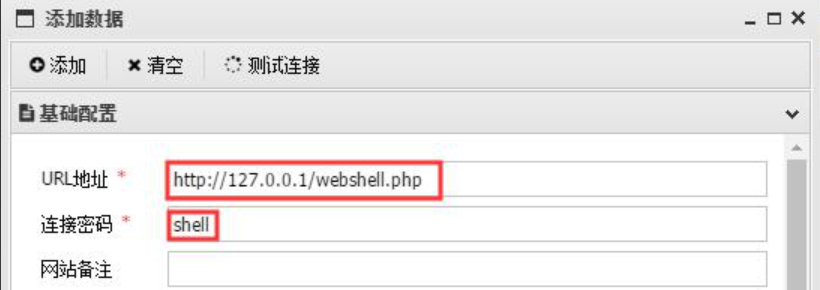 添加数据
添加 清空 测试连接
基础配置
URL地址 * http://127.0.0.1/webshell.php
连接密码 * shell
网站备注